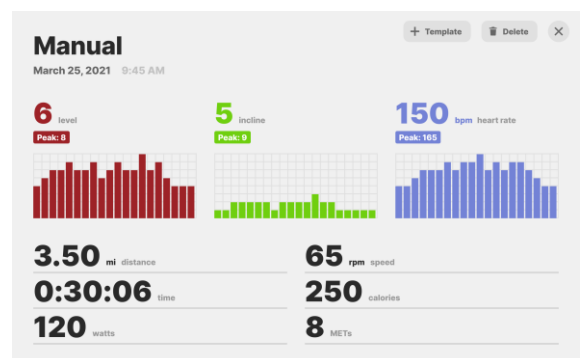 + Template
Delete
Manual
March 25, 2021 9:45 AM
6 level
Peak: 8
5 incline
Peak: 9
150 bpm heart rate
Peak: 165
3.50 mi distance
65 rpm speed
0:30:06 time
250 calories
120 watts
8 METs